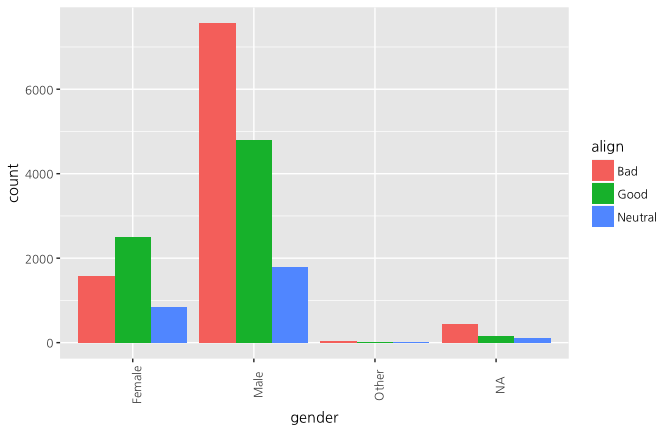 6000
4000
2000
0
count
Female
Male
Other
NA
gender
align
Bad
Good
Neutral